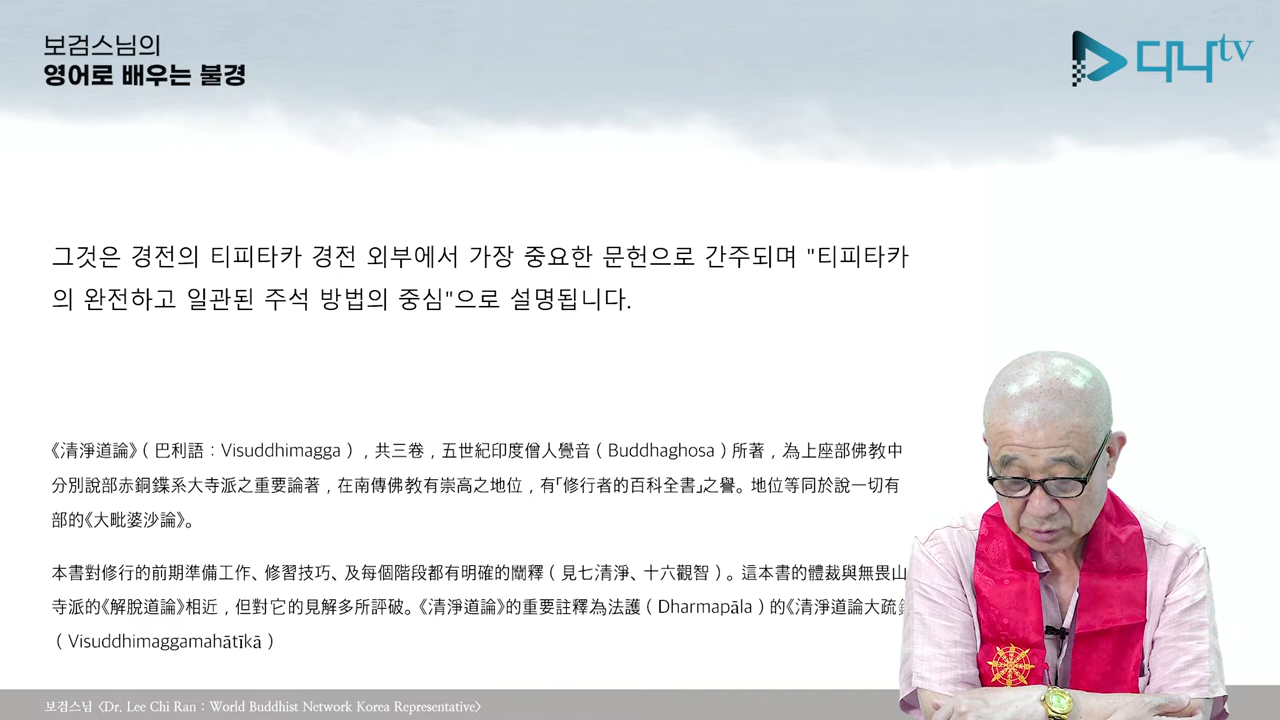 보검스님의
영어로 배우는 불경
디나tv
그것은 경전의 티피타카 경전 외부에서 가장 중요한 문헌으로 간주되며 "티피타카
의 완전하고 일관된 주석 방법의 중심"으로 설명됩니다.
《清淨道論》（巴利語：Visuddhimagga），共三卷，五世紀印度僧人覺音（Buddhaghosa）所著，為上座部佛教中
分別說部赤銅鍱系大寺派之重要論著，在南傳佛教有崇高之地位，有「修行者的百科全書」之譽。地位等同於說一切有
部的《大毗婆沙論》。
本書對修行的前期準備工作、修習技巧、及每個階段都有明確的闡釋（見七清淨、十六觀智）。這本書的體裁與無畏山
寺派的《解脫道論》相近，但對它的見解多所評破。《清淨道論》的重要註釋為法護（Dharmapāla）的《清淨道論大疏
（Visuddhimaggamahāṭīkā）
보검스님 <Dr. Lee Chi Ran : World Buddhist Network Korea Representative>